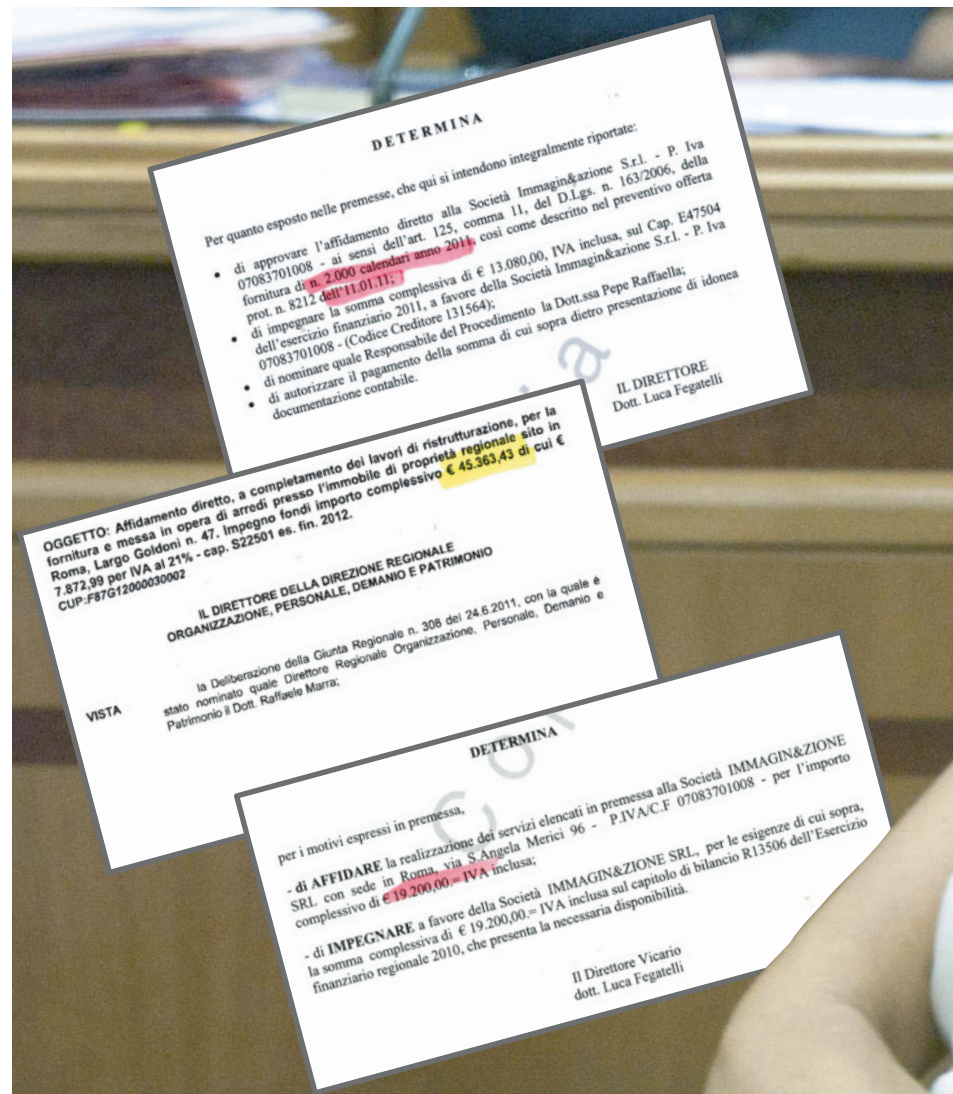 DETERMINA
Per quanto esposto nelle premesse, che qui si intendono integralmente riportate:
• di approvare l'affidamento diretto alla Società Immagin&azione S.r.l. - P. Iva
07083701008 - ai sensi dell'art. 125, comma 11, del D.Lgs. n. 163/2006, della
fornitura di n. 2.000 calendari anno 2011, così come descritto nel preventivo offerta
prot. n. 8212 dell'11.01.11;
• di impegnare la somma complessiva di € 13.080,00, IVA inclusa, sul Cap. E47504
dell'esercizio finanziario 2011, a favore della Società Immagin&azione S.r.l. - P. Iva
07083701008 - (Codice Creditore 131564);
• di nominare quale Responsabile del Procedimento la Dott.ssa Pepe Raffaella;
• di autorizzare il pagamento della somma di cui sopra dietro presentazione di idonea
documentazione contabile.
IL DIRETTORE
Dott. Luca Fegatelli
OGGETTO: Affidamento diretto, a completamento dei lavori di ristrutturazione, per la
fornitura e messa in opera di arredi presso l'immobile di proprietà regionale sito in
Roma, Largo Goldoni n. 47. Impegno fondi importo complessivo € 45.363,43 di cui €
7.872,99 per IVA al 21% - cap. S22501 es. fin. 2012.
CUP:F87G12000030002
IL DIRETTORE DELLA DIREZIONE REGIONALE
ORGANIZZAZIONE, PERSONALE, DEMANIO E PATRIMONIO
VISTA la Deliberazione della Giunta Regionale n. 308 del 24.6.2011, con la quale è
stato nominato quale Direttore Regionale Organizzazione, Personale, Demanio e
Patrimonio il Dott. Raffaele Marra;
DETERMINA
per i motivi espressi in premessa,
- di AFFIDARE la realizzazione dei servizi elencati in premessa alla Società IMMAGIN&ZIONE
SRL con sede in Roma, via S.Angela Merici 96 - P.IVA/C.F 07083701008 - per l'importo
complessivo di € 19.200,00.= IVA inclusa;
- di IMPEGNARE a favore della Società IMMAGIN&ZIONE SRL, per le esigenze di cui sopra,
la somma complessiva di € 19.200,00.= IVA inclusa sul capitolo di bilancio R13506 dell'Esercizio
finanziario regionale 2010, che presenta la necessaria disponibilità.
Il Direttore Vicario
dott. Luca Fegatelli